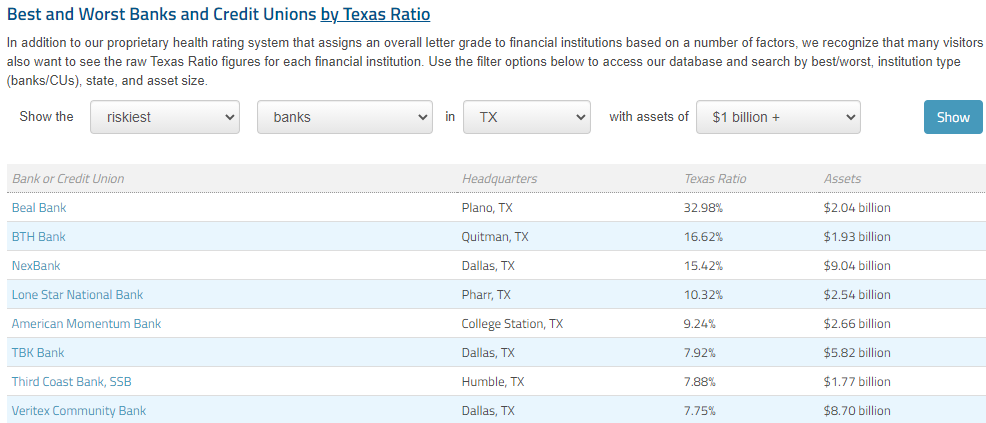 Best and Worst Banks and Credit Unions by Texas Ratio
In addition to our proprietary health rating system that assigns an overall letter grade to financial institutions based on a number of factors, we recognize that many visitors
also want to see the raw Texas Ratio figures for each financial institution. Use the filter options below to access our database and search by best/worst, institution type
(banks/CUs), state, and asset size.
Show the riskiest banks in TX with assets of $1 billion + Show
Bank or Credit Union Headquarters Texas Ratio Assets
Beal Bank Plano, TX 32.98% $2.04 billion
BTH Bank Quitman, TX 16.62% $1.93 billion
NexBank Dallas, TX 15.42% $9.04 billion
Lone Star National Bank Pharr, TX 10.32% $2.54 billion
American Momentum Bank College Station, TX 9.24% $2.66 billion
TBK Bank Dallas, TX 7.92% $5.82 billion
Third Coast Bank, SSB Humble, TX 7.88% $1.77 billion
Veritex Community Bank Dallas, TX 7.75% $8.70 billion